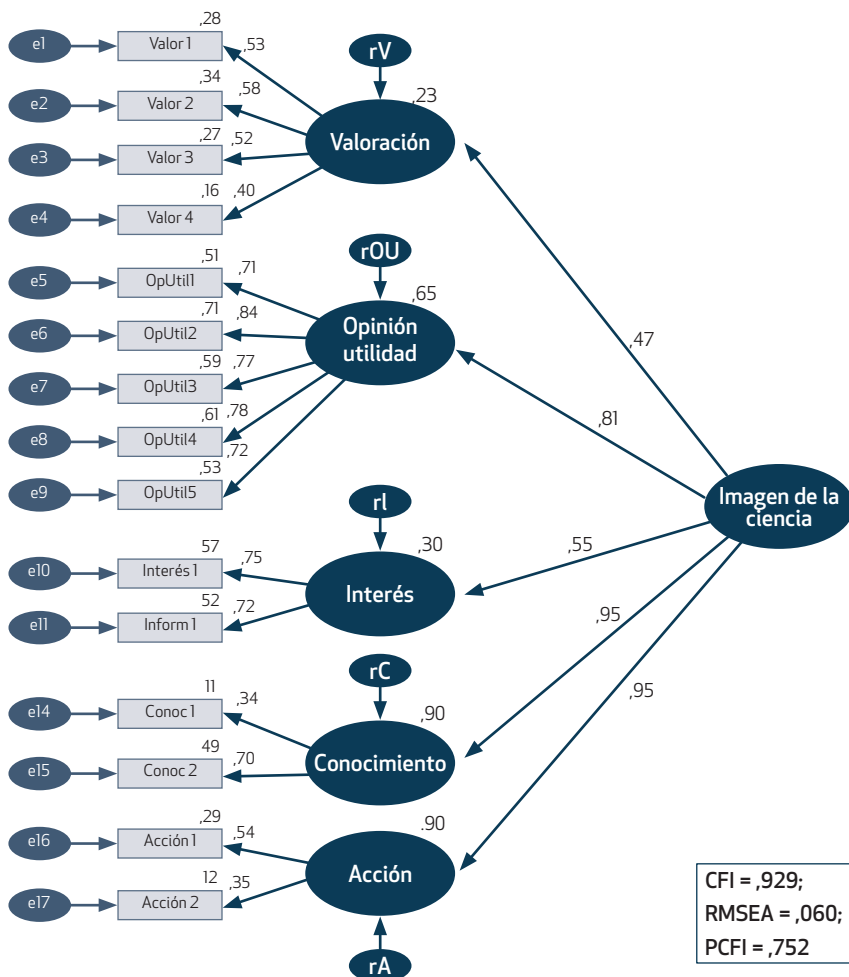 ,28
e1
Valor 1
,53
rV
,34
e2
Valor 2
,58
,23
Valoración
,27
,52
e3
Valor 3
,16
,40
e4
Valor 4
rOU
,51
e5
OpUtil1
,71
,65
,71
e6
OpUtil2
,84
Opinión
utilidad
,59
,77
e7
OpUtil3
,61
,78
e8
OpUtil4
,72
,53
e9
OpUtil5
,47
,81
Imagen de la
ciencia
rI
57
e10
Interés 1
,75
,30
,55
Interés
52
e11
Inform 1
,72
,95
,95
rC
11
e14
Conoc 1
,34
,90
49
e15
Conoc 2
,70
Conocimiento
,29
e16
Acción 1
,54
.90
Acción
12
e17
Acción 2
,35
rA
CFI = ,929;
RMSEA = ,060;
PCFI = ,752